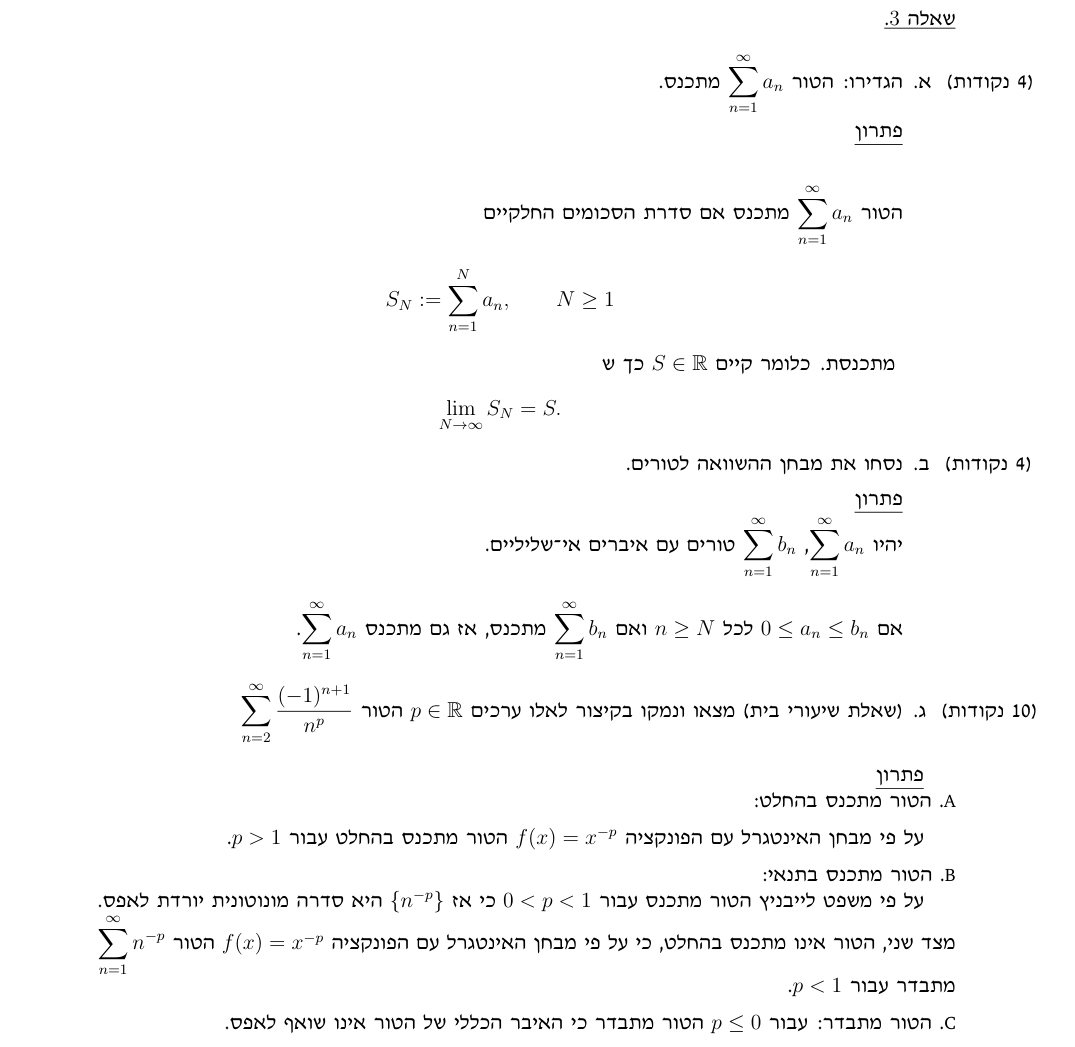 שאלה 3.
(4 נקודות) א. הגדירו: הטור $\sum_{n=1}^{\infty} a_n$ מתכנס.
פתרון
הטור $\sum_{n=1}^{\infty} a_n$ מתכנס אם סדרת הסכומים החלקיים
$S_N := \sum_{n=1}^{N} a_n, \qquad N \geq 1$
מתכנסת. כלומר קיים $S \in \mathbb{R}$ כך ש
$\lim_{N \to \infty} S_N = S.$
(4 נקודות) ב. נסחו את מבחן ההשוואה לטורים.
פתרון
יהיו $\sum_{n=1}^{\infty} a_n$, $\sum_{n=1}^{\infty} b_n$ טורים עם איברים אי־שליליים.
אם $0 \leq a_n \leq b_n$ לכל $n \geq N$ ואם $\sum_{n=1}^{\infty} b_n$ מתכנס, אז גם מתכנס $\sum_{n=1}^{\infty} a_n$.
(10 נקודות) ג. (שאלת שיעורי בית) מצאו ונמקו בקיצור לאלו ערכים $p \in \mathbb{R}$ הטור $\sum_{n=2}^{\infty} \frac{(-1)^{n+1}}{n^p}$
פתרון
A. הטור מתכנס בהחלט:
על פי מבחן האינטגרל עם הפונקציה $f(x) = x^{-p}$ הטור מתכנס בהחלט עבור $p > 1$.
B. הטור מתכנס בתנאי:
על פי משפט לייבניץ הטור מתכנס עבור $0 < p < 1$ כי אז $\{n^{-p}\}$ היא סדרה מונוטונית יורדת לאפס.
מצד שני, הטור אינו מתכנס בהחלט, כי על פי מבחן האינטגרל עם הפונקציה $f(x) = x^{-p}$ הטור $\sum_{n=1}^{\infty} n^{-p}$
מתבדר עבור $p < 1$.
C. הטור מתבדר: עבור $p \leq 0$ הטור מתבדר כי האיבר הכללי של הטור אינו שואף לאפס.